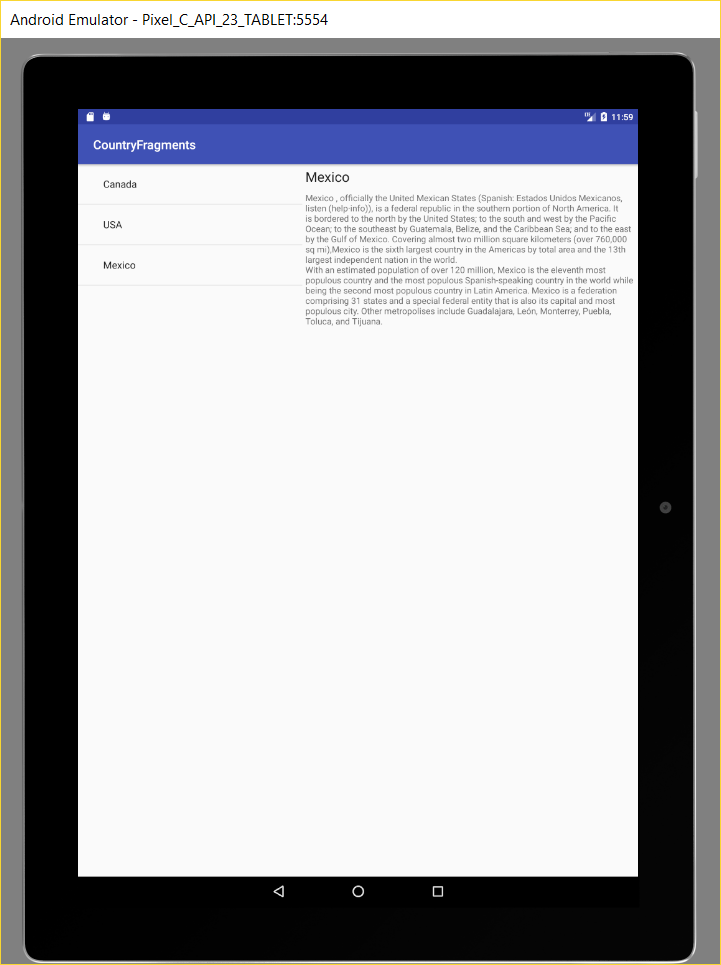 Android Emulator - Pixel_C_API_23_TABLET:5554
11:59
CountryFragments
Canada
USA
Mexico
Mexico
Mexico , officially the United Mexican States (Spanish: Estados Unidos Mexicanos,
listen (help·info)), is a federal republic in the southern portion of North America. It
is bordered to the north by the United States; to the south and west by the Pacific
Ocean; to the southeast by Guatemala, Belize, and the Caribbean Sea; and to the east
by the Gulf of Mexico. Covering almost two million square kilometers (over 760,000
sq mi),Mexico is the sixth largest country in the Americas by total area and the 13th
largest independent nation in the world.
With an estimated population of over 120 million, Mexico is the eleventh most
populous country and the most populous Spanish-speaking country in the world while
being the second most populous country in Latin America. Mexico is a federation
comprising 31 states and a special federal entity that is also its capital and most
populous city. Other metropolises include Guadalajara, León, Monterrey, Puebla,
Toluca, and Tijuana.